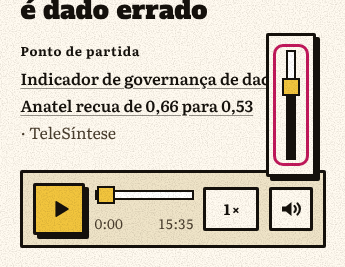 é dado errado
Ponto de partida
Indicador de governança de
Anatel recua de 0,66 para 0,53
· TeleSíntese
0:00 15:35 1×